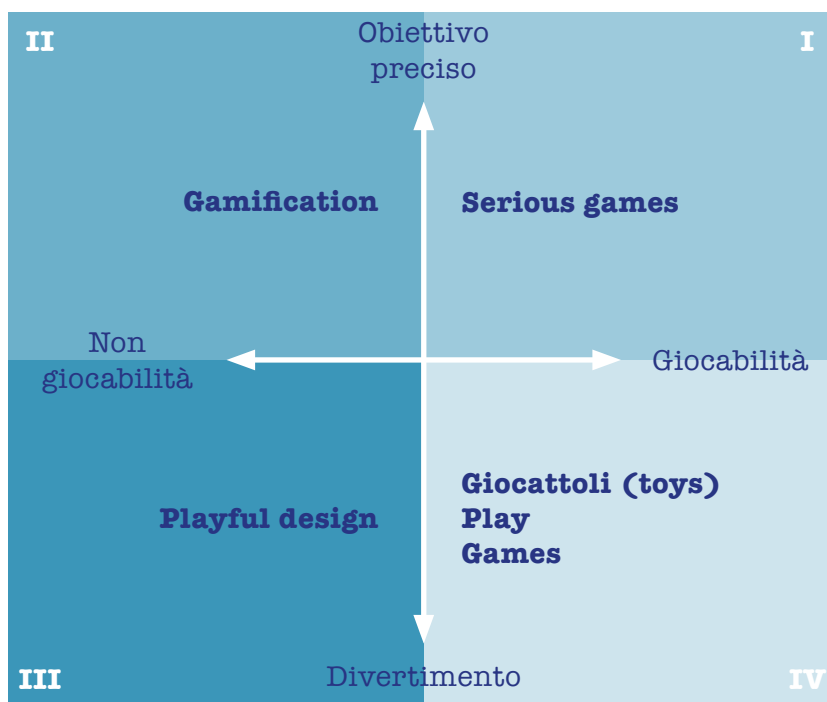 II
Obiettivo
preciso
I
Gamification
Serious games
Non
giocabilità
Giocabilità
Playful design
Giocattoli (toys)
Play
Games
III
Divertimento
IV